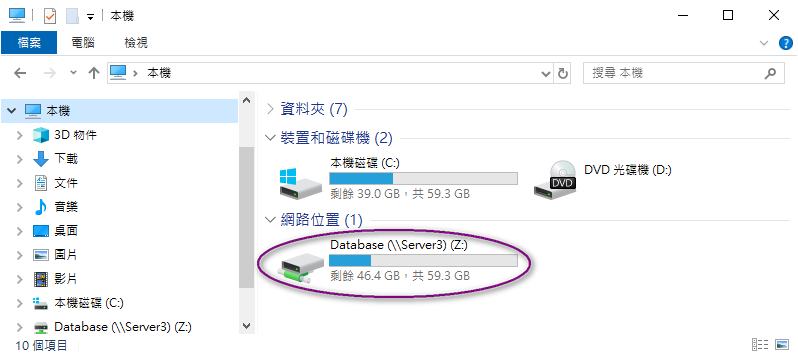 本機
檔案 電腦 檢視
本機 搜尋 本機
本機
3D 物件
下載
文件
音樂
桌面
圖片
影片
本機磁碟 (C:)
Database (\\Server3) (Z:)
資料夾 (7)
裝置和磁碟機 (2)
本機磁碟 (C:)
剩餘 39.0 GB，共 59.3 GB
DVD 光碟機 (D:)
DVD
網路位置 (1)
Database (\\Server3) (Z:)
剩餘 46.4 GB，共 59.3 GB
10 個項目